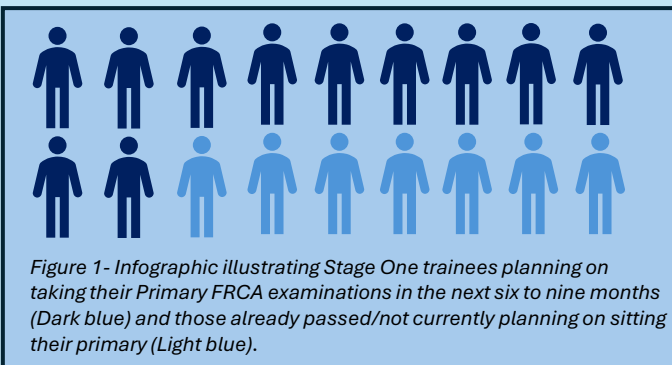 Figure 1- Infographic illustrating Stage One trainees planning on
taking their Primary FRCA examinations in the next six to nine months
(Dark blue) and those already passed/not currently planning on sitting
their primary (Light blue).